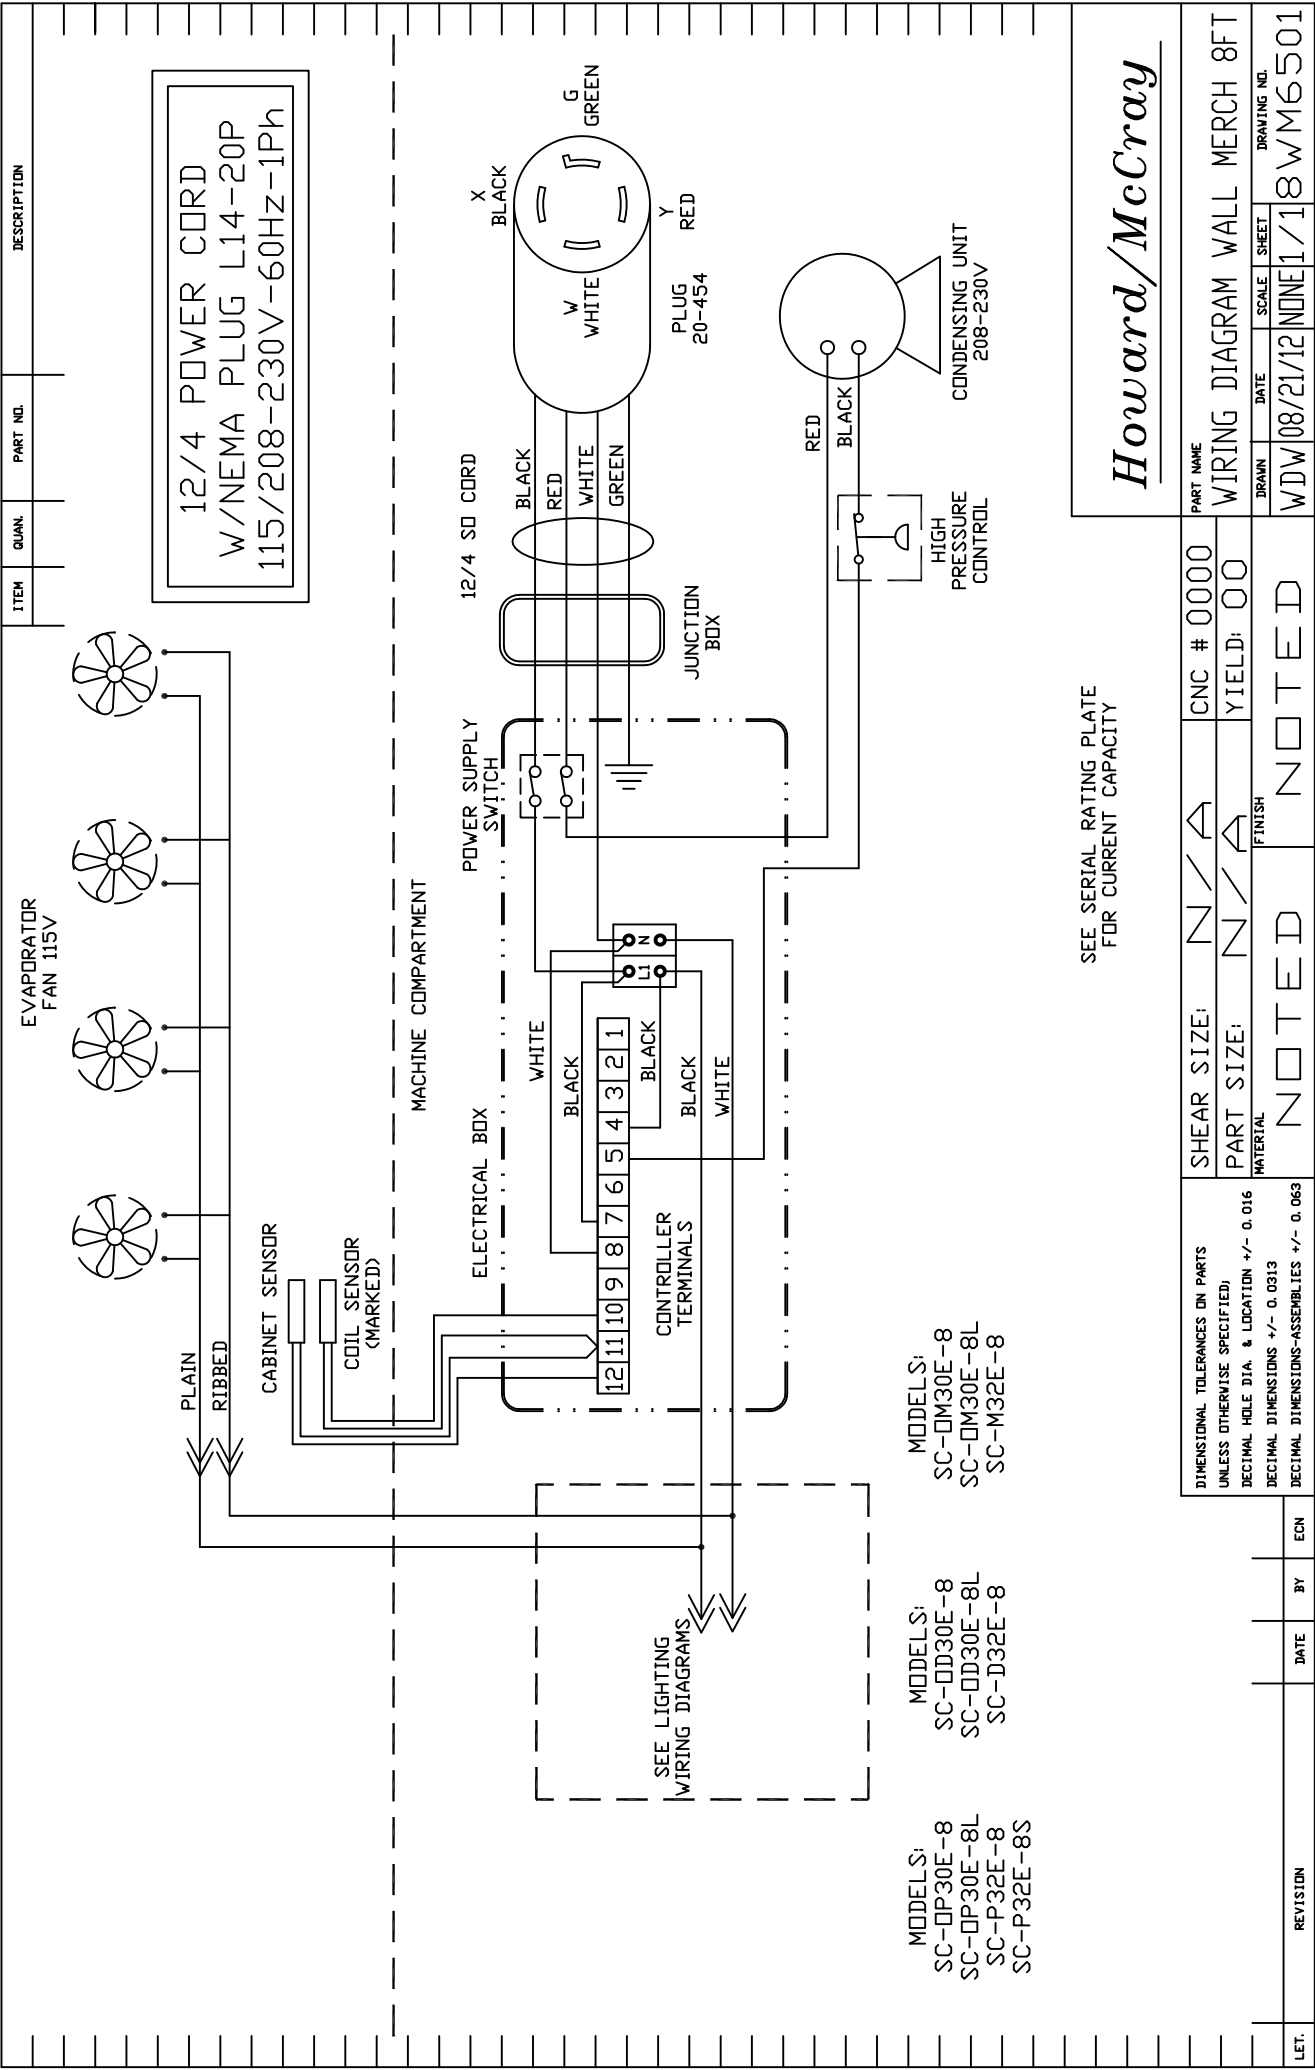 LET.
REVISION
DATE
BY
ECN
ITEM
QUAN.
PART NO.
DESCRIPTION
EVAPORATOR
FAN 115V
12/4 POWER CORD
W/NEMA PLUG L14-20P
115/208-230V-60Hz-1Ph
PLAIN
RIBBED
CABINET SENSOR
COIL SENSOR
(MARKED)
MACHINE COMPARTMENT
ELECTRICAL BOX
POWER SUPPLY
SWITCH
12/4 SO CORD
BLACK
RED
WHITE
GREEN
X
BLACK
G
GREEN
W
WHITE
Y
RED
PLUG
20-454
JUNCTION
BOX
WHITE
BLACK
12 11 10 9 8 7 6 5 4 3 2 1
L1 N
BLACK
BLACK
WHITE
CONTROLLER
TERMINALS
SEE LIGHTING
WIRING DIAGRAMS
RED
BLACK
CONDENSING UNIT
208-230V
HIGH
PRESSURE
CONTROL
MODELS:
SC-OP30E-8
SC-OP30E-8L
SC-P32E-8
SC-P32E-8S
MODELS:
SC-OD30E-8
SC-OD30E-8L
SC-D32E-8
MODELS:
SC-OM30E-8
SC-OM30E-8L
SC-M32E-8
SEE SERIAL RATING PLATE
FOR CURRENT CAPACITY
Howard/McCray
DIMENSIONAL TOLERANCES ON PARTS
UNLESS OTHERWISE SPECIFIED;
DECIMAL HOLE DIA. & LOCATION +/- 0.016
DECIMAL DIMENSIONS +/- 0.0313
DECIMAL DIMENSIONS-ASSEMBLIES +/- 0.063
SHEAR SIZE: N/A
CNC # 0000
PART SIZE: N/A
YIELD: 00
MATERIAL
NOTED
FINISH
NOTED
PART NAME
WIRING DIAGRAM WALL MERCH 8FT
DRAWN
WDW
DATE
08/21/12
SCALE
NONE
SHEET
1/1
DRAWING NO.
8WM6501